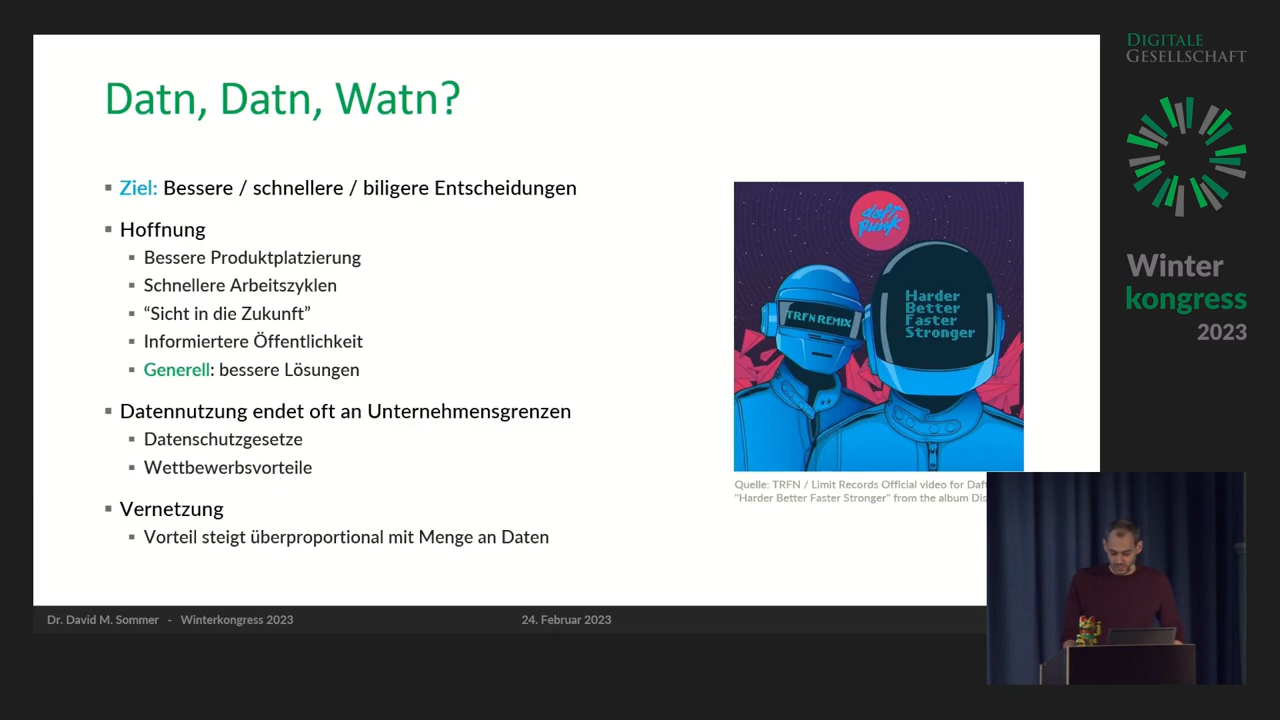 Datn, Datn, Watn?
Ziel: Bessere / schnellere / biligere Entscheidungen
Hoffnung
Bessere Produktplatzierung
Schnellere Arbeitszyklen
“Sicht in die Zukunft”
Informiertere Öffentlichkeit
Generell: bessere Lösungen
Datennutzung endet oft an Unternehmensgrenzen
Datenschutzgesetze
Wettbewerbsvorteile
Vernetzung
Vorteil steigt überproportional mit Menge an Daten
daft
punk
TRFN REMIX
Harder
Better
Faster
Stronger
Quelle: TRFN / Limit Records Official video for Daft
"Harder Better Faster Stronger" from the album Dis
Dr. David M. Sommer - Winterkongress 2023
24. Februar 2023
DIGITALE
GESELLSCHAFT
Winter
kongress
2023